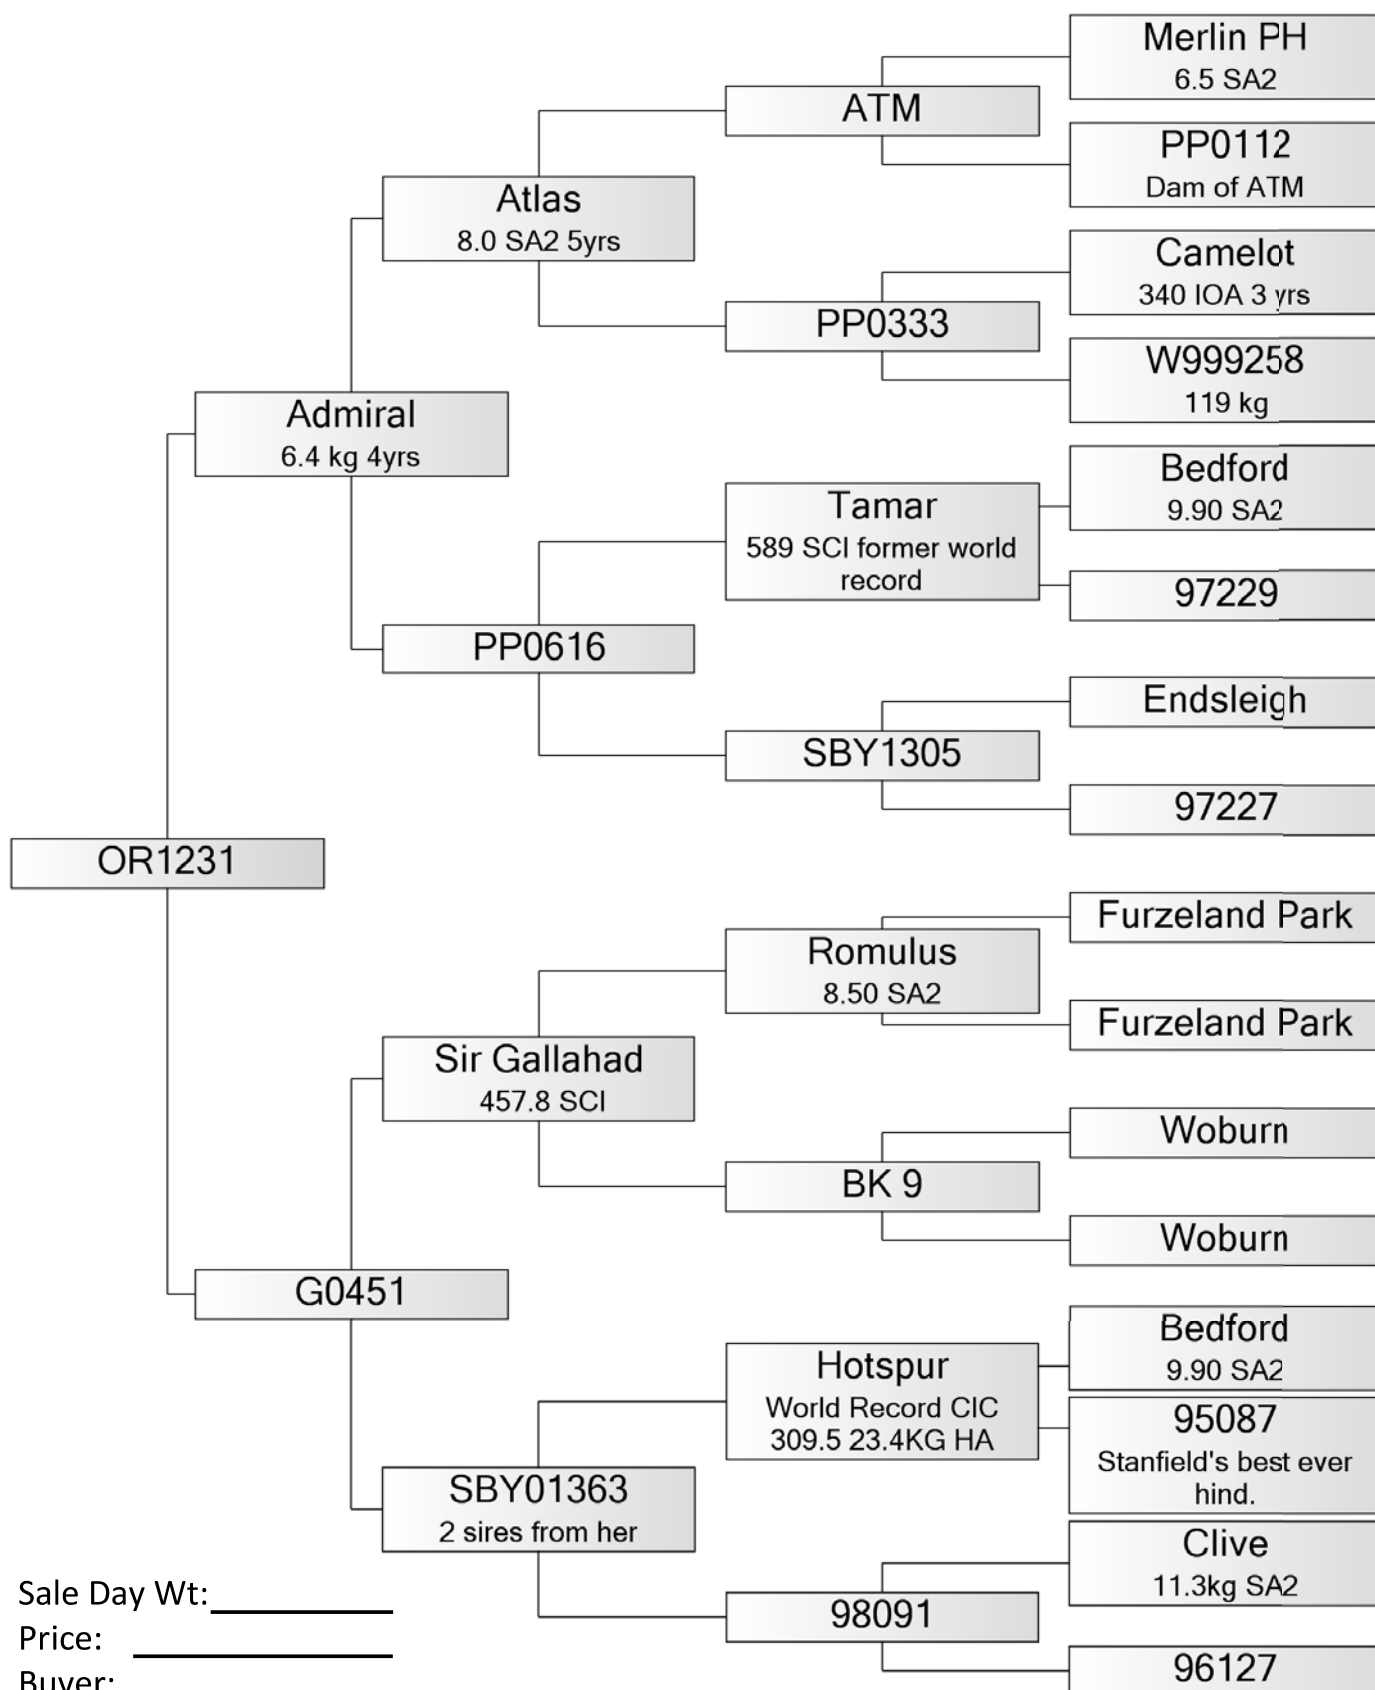 Merlin PH
6.5 SA2
ATM
PP0112
Dam of ATM
Atlas
8.0 SA2 5yrs
Camelot
340 IOA 3 yrs
PP0333
W999258
119 kg
Admiral
6.4 kg 4yrs
Bedford
9.90 SA2
Tamar
589 SCI former world
record
97229
PP0616
Endsleigh
SBY1305
97227
OR1231
Furzeland Park
Romulus
8.50 SA2
Furzeland Park
Sir Gallahad
457.8 SCI
Woburn
BK 9
Woburn
G0451
Bedford
9.90 SA2
Hotspur
World Record CIC
309.5 23.4KG HA
95087
Stanfield's best ever
hind.
SBY01363
2 sires from her
Clive
11.3kg SA2
98091
96127
Sale Day Wt:
Price:
Buyer: